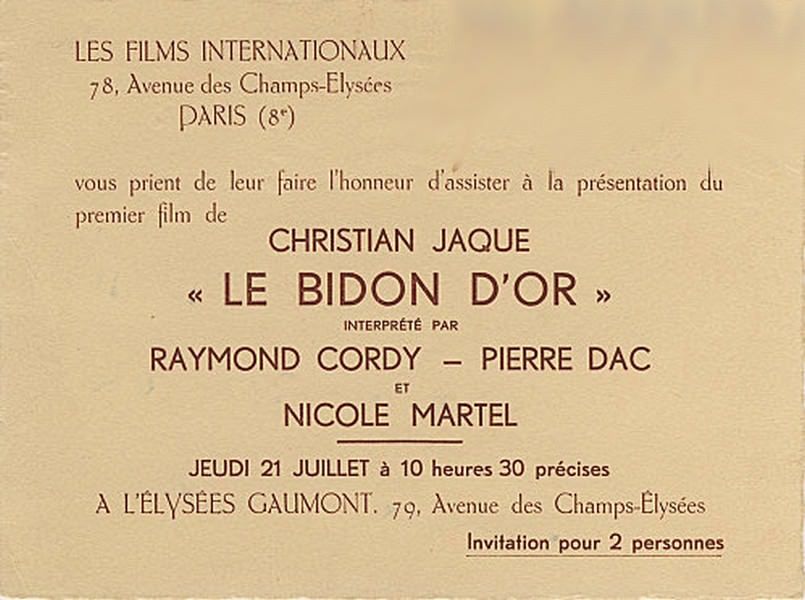 LES FILMS INTERNATIONAUX
78, Avenue des Champs-Elysées
PARIS (8ᵉ)
vous prient de leur faire l'honneur d'assister à la présentation du
premier film de
CHRISTIAN JAQUE
« LE BIDON D'OR »
INTERPRÉTÉ PAR
RAYMOND CORDY – PIERRE DAC
ET
NICOLE MARTEL
JEUDI 21 JUILLET à 10 heures 30 précises
A L'ÉLYSÉES GAUMONT. 79, Avenue des Champs-Élysées
Invitation pour 2 personnes